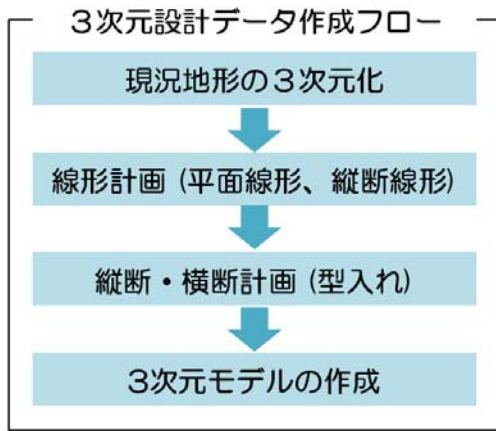 ３次元設計データ作成フロー
現況地形の３次元化
線形計画 (平面線形、縦断線形)
縦断・横断計画 (型入れ)
3次元モデルの作成